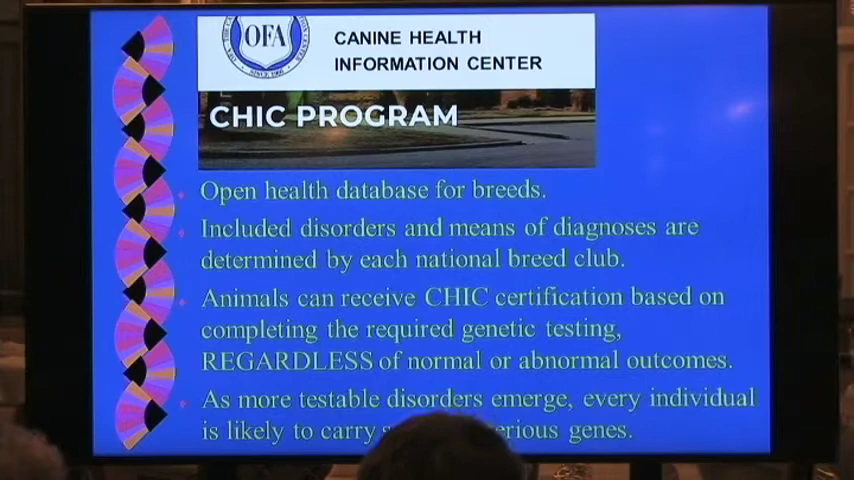 OFA
SINCE 1966
CANINE HEALTH
INFORMATION CENTER
CHIC PROGRAM
Open health database for breeds.
Included disorders and means of diagnoses are
determined by each national breed club.
Animals can receive CHIC certification based on
completing the required genetic testing,
REGARDLESS of normal or abnormal outcomes.
As more testable disorders emerge, every individual
is likely to carry genes.